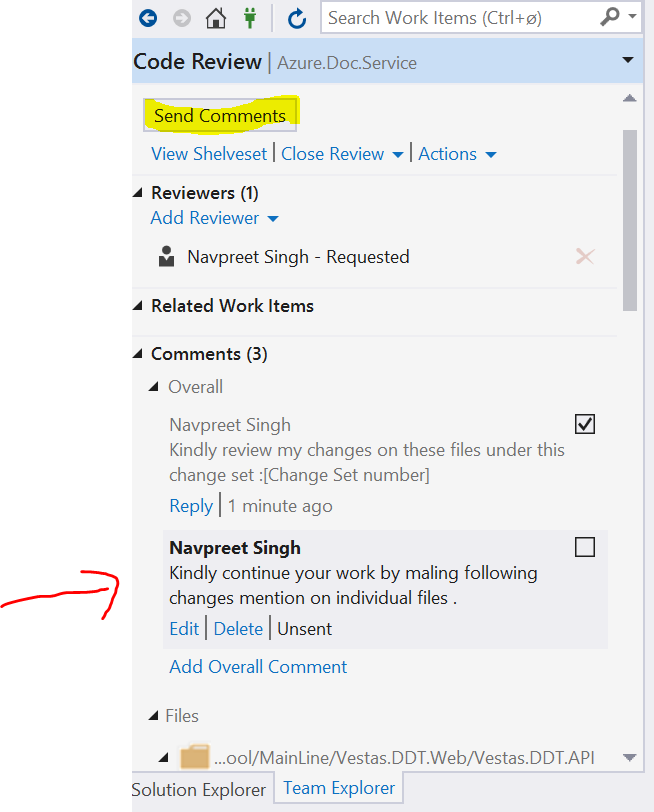 Search Work Items (Ctrl+ø)
Code Review | Azure.Doc.Service
Send Comments
View Shelveset | Close Review | Actions
Reviewers (1)
Add Reviewer
Navpreet Singh - Requested
Related Work Items
Comments (3)
Overall
Navpreet Singh
Kindly review my changes on these files under this
change set :[Change Set number]
Reply | 1 minute ago
Navpreet Singh
Kindly continue your work by maling following
changes mention on individual files .
Edit | Delete | Unsent
Add Overall Comment
Files
...ool/MainLine/Vestas.DDT.Web/Vestas.DDT.API
Solution Explorer Team Explorer